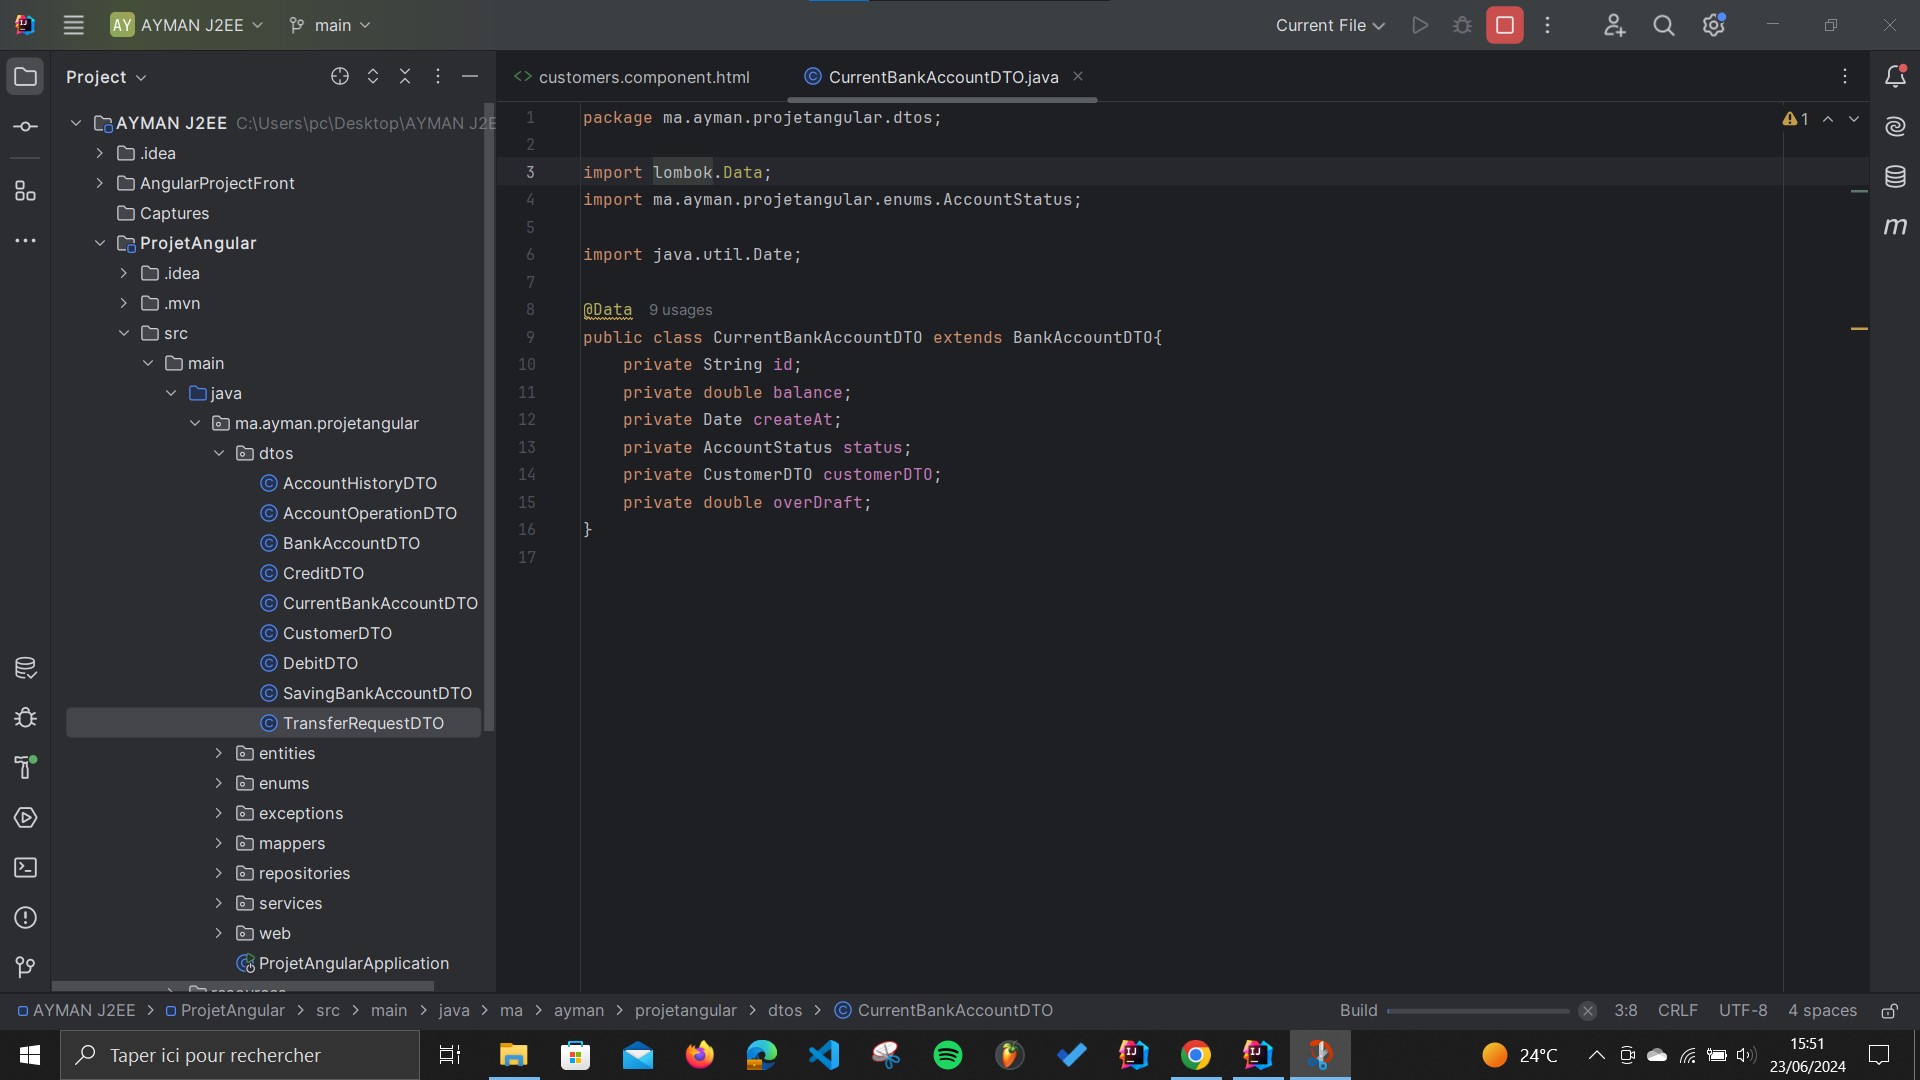 AY AYMAN J2EE main Current File
Project
customers.component.html CurrentBankAccountDTO.java
AYMAN J2EE C:\Users\pc\Desktop\AYMAN J2E
.idea
AngularProjectFront
Captures
ProjetAngular
.idea
.mvn
src
main
java
ma.ayman.projetangular
dtos
AccountHistoryDTO
AccountOperationDTO
BankAccountDTO
CreditDTO
CurrentBankAccountDTO
CustomerDTO
DebitDTO
SavingBankAccountDTO
TransferRequestDTO
entities
enums
exceptions
mappers
repositories
services
web
ProjetAngularApplication
resources
1 package ma.ayman.projetangular.dtos;
2
3 import lombok.Data;
4 import ma.ayman.projetangular.enums.AccountStatus;
5
6 import java.util.Date;
7
8 @Data 9 usages
9 public class CurrentBankAccountDTO extends BankAccountDTO{
10 private String id;
11 private double balance;
12 private Date createAt;
13 private AccountStatus status;
14 private CustomerDTO customerDTO;
15 private double overDraft;
16 }
17
1
m
AYMAN J2EE > ProjetAngular > src > main > java > ma > ayman > projetangular > dtos > CurrentBankAccountDTO Build 3:8 CRLF UTF-8 4 spaces
Taper ici pour rechercher
24°C
15:51
23/06/2024